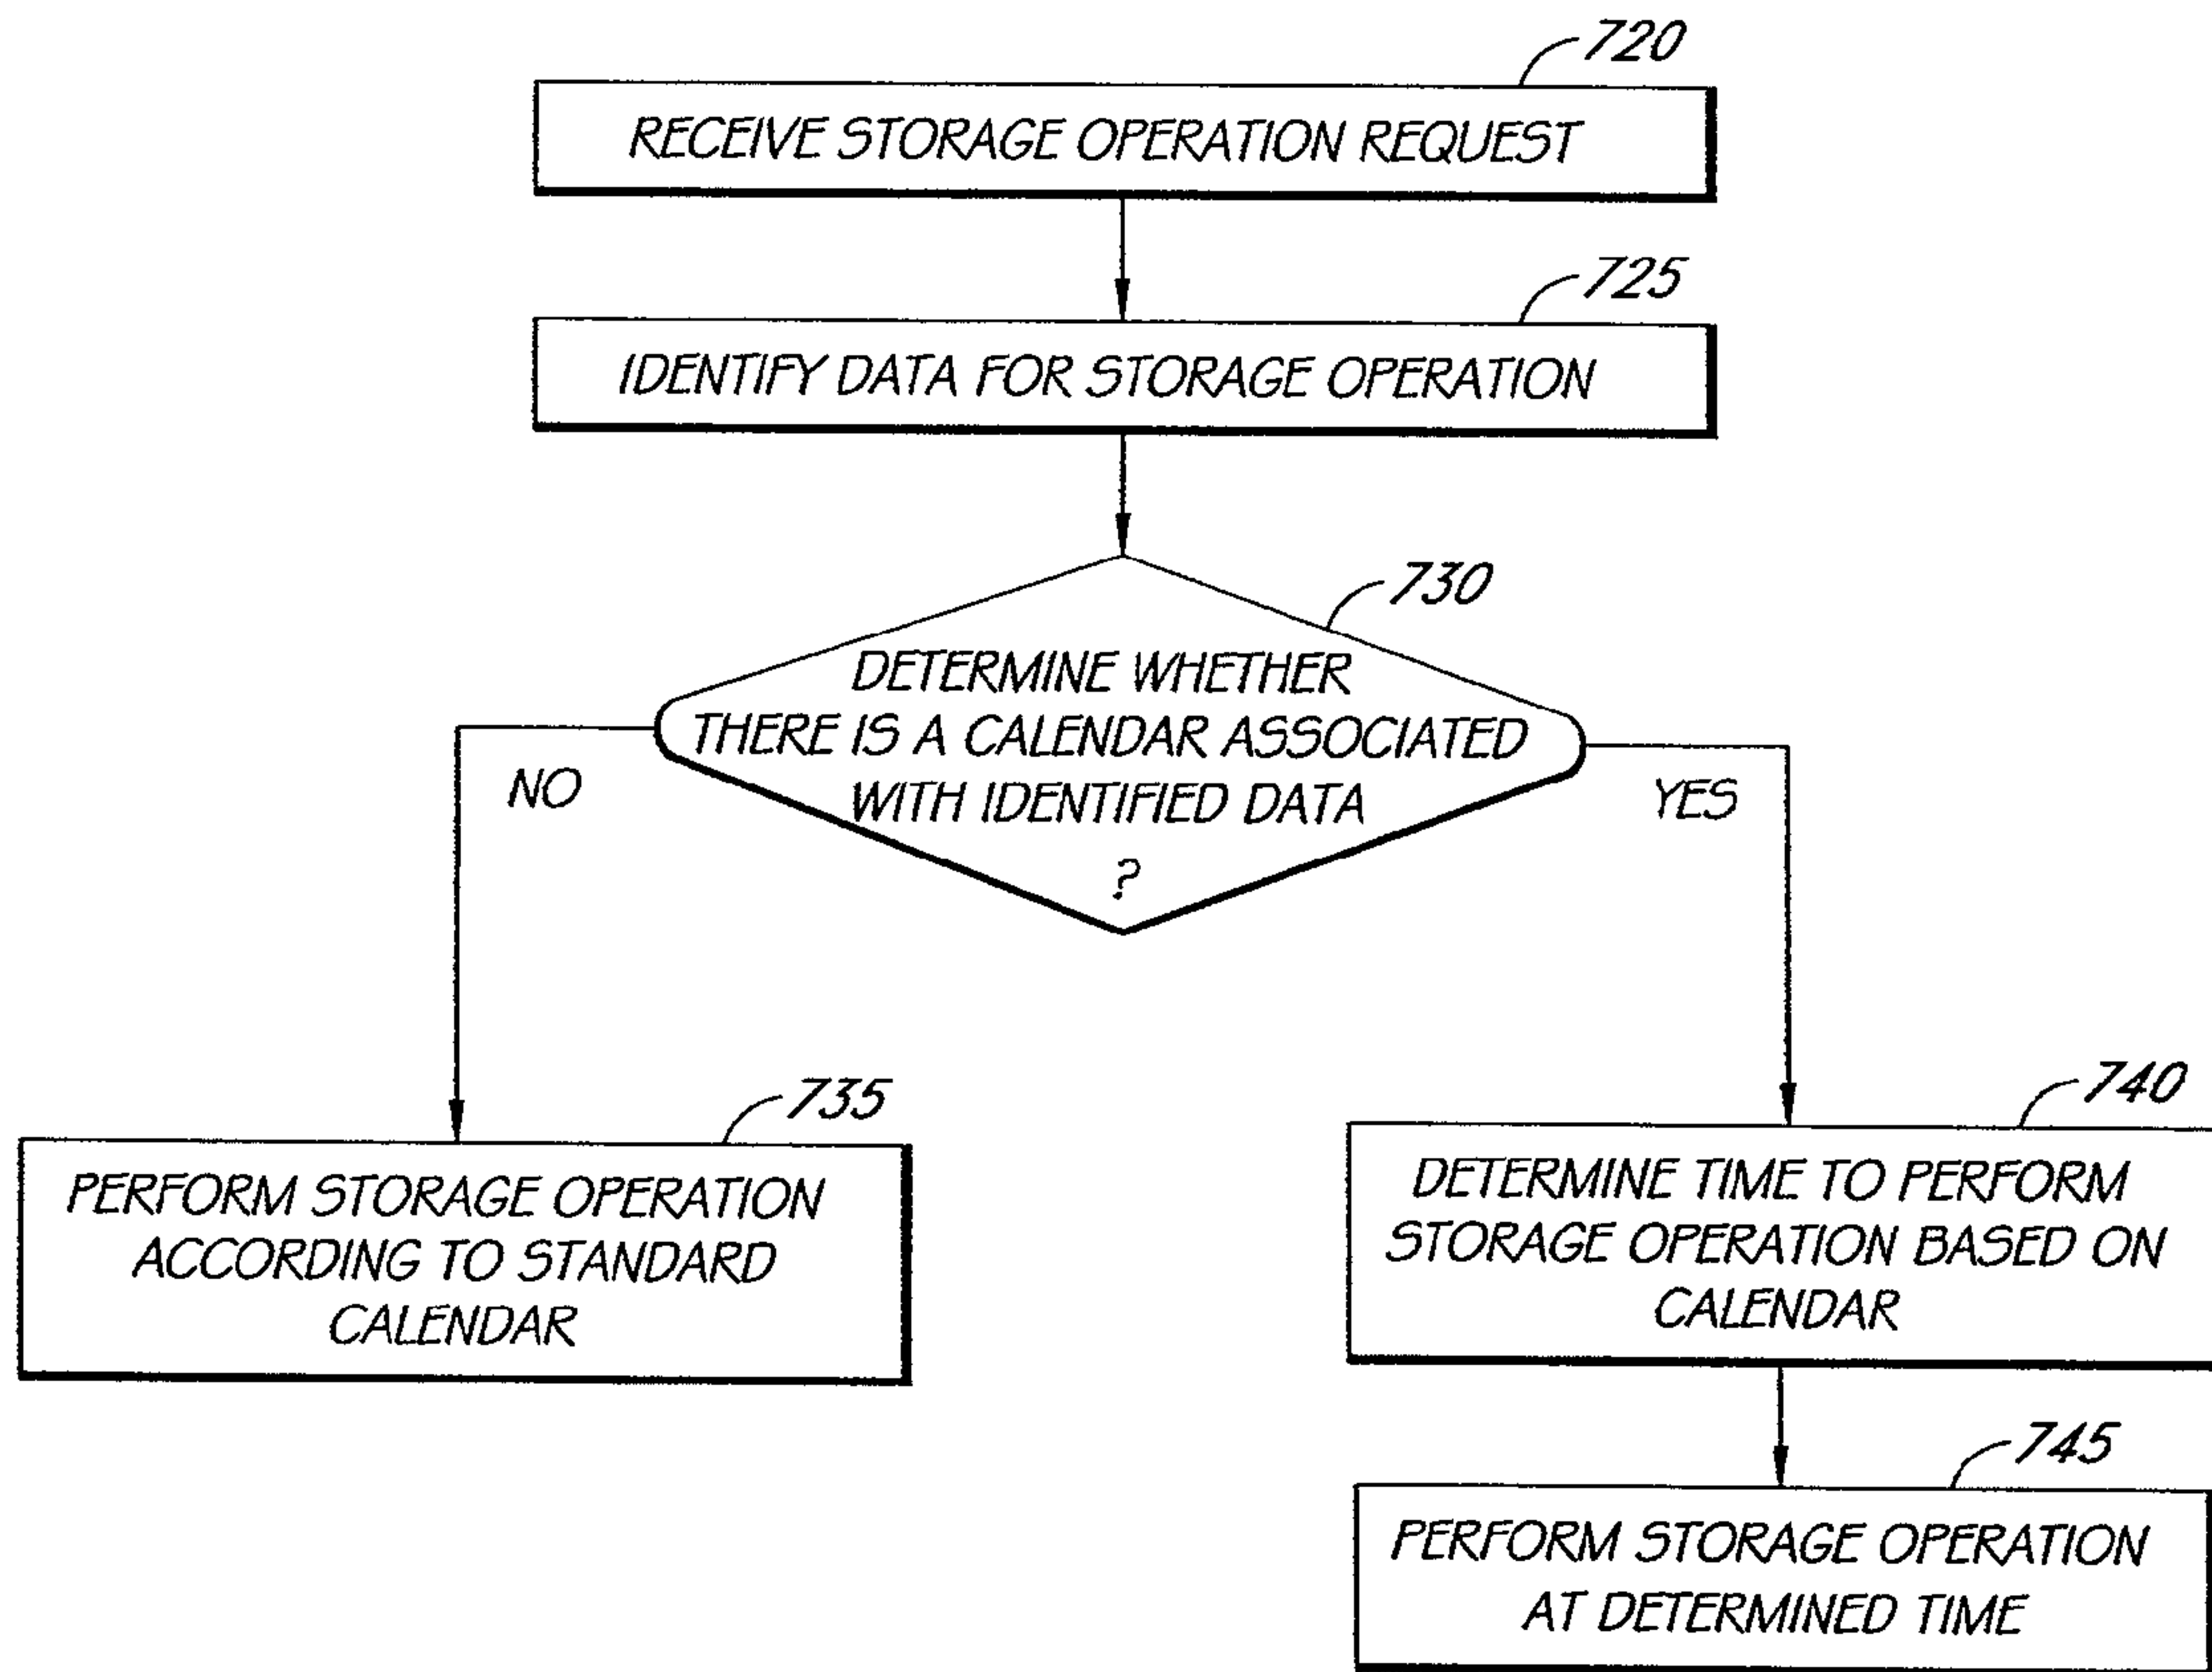 720
RECEIVE STORAGE OPERATION REQUEST
725
IDENTIFY DATA FOR STORAGE OPERATION
730
DETERMINE WHETHER
THERE IS A CALENDAR ASSOCIATED
WITH IDENTIFIED DATA
?
NO
YES
735
PERFORM STORAGE OPERATION
ACCORDING TO STANDARD
CALENDAR
740
DETERMINE TIME TO PERFORM
STORAGE OPERATION BASED ON
CALENDAR
745
PERFORM STORAGE OPERATION
AT DETERMINED TIME